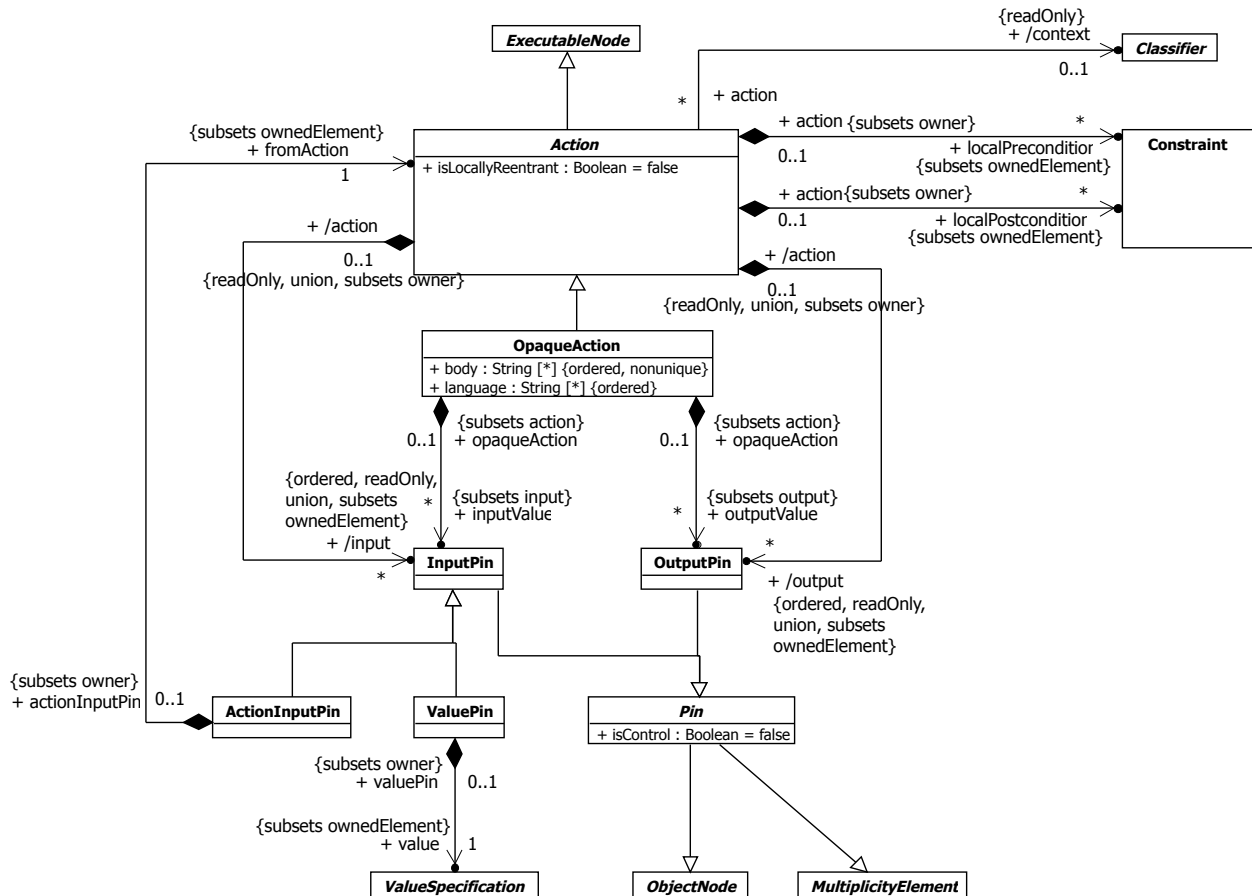 {readOnly}
+ /context
ExecutableNode
Classifier
0..1
*
+ action
{subsets ownedElement}
+ fromAction
1
Action
+ isLocallyReentrant : Boolean = false
+ action
{subsets owner}
*
0..1
+ localPreconditior
{subsets ownedElement}
Constraint
+ action
{subsets owner}
*
0..1
+ localPostconditior
{subsets ownedElement}
+ /action
0..1
{readOnly, union, subsets owner}
+ /action
0..1
{readOnly, union, subsets owner}
OpaqueAction
+ body : String [*] {ordered, nonunique}
+ language : String [*] {ordered}
{subsets action}
0..1
+ opaqueAction
{subsets action}
0..1
+ opaqueAction
{ordered, readOnly,
union, subsets
ownedElement}
+ /input
*
*
{subsets input}
+ inputValue
{subsets output}
*
+ outputValue
*
InputPin
OutputPin
+ /output
{ordered, readOnly,
union, subsets
ownedElement}
{subsets owner}
+ actionInputPin
0..1
ActionInputPin
ValuePin
Pin
+ isControl : Boolean = false
{subsets owner}
+ valuePin
0..1
{subsets ownedElement}
+ value
1
ValueSpecification
ObjectNode
MultiplicityElement